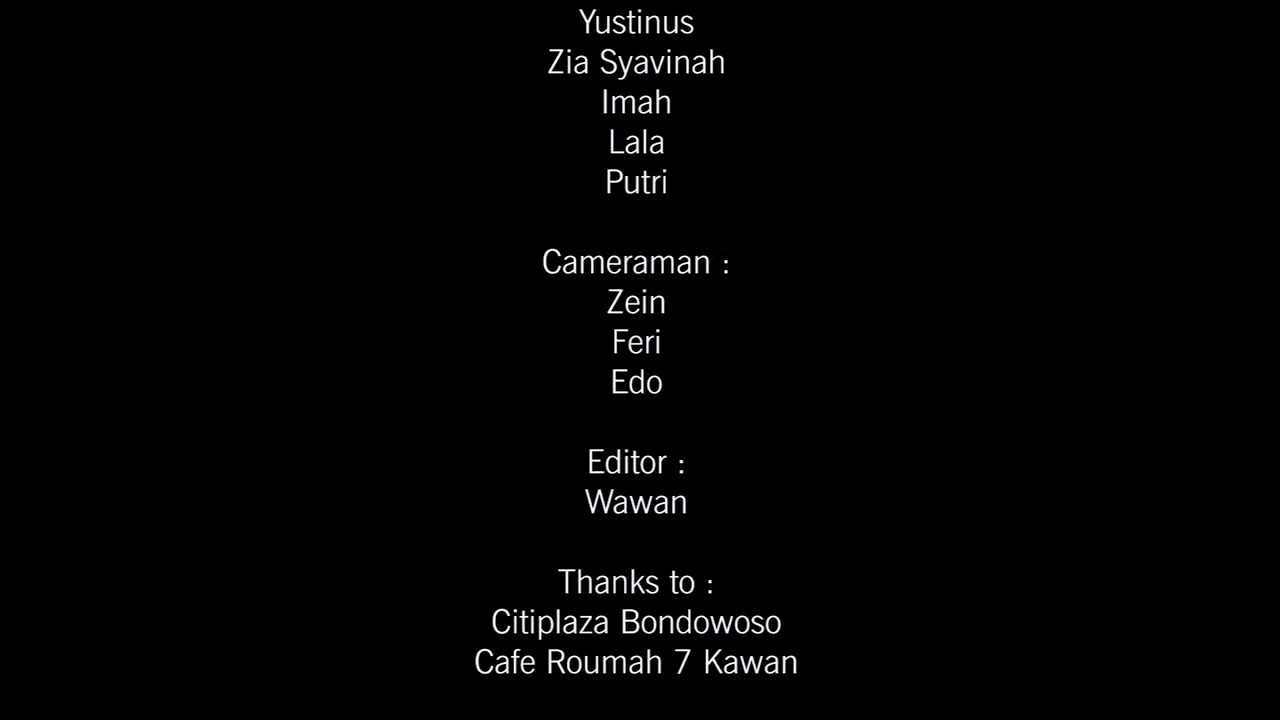 Yustinus
Zia Syavinah
Imah
Lala
Putri
Cameraman :
Zein
Feri
Edo
Editor :
Wawan
Thanks to :
Citiplaza Bondowoso
Cafe Roumah 7 Kawan